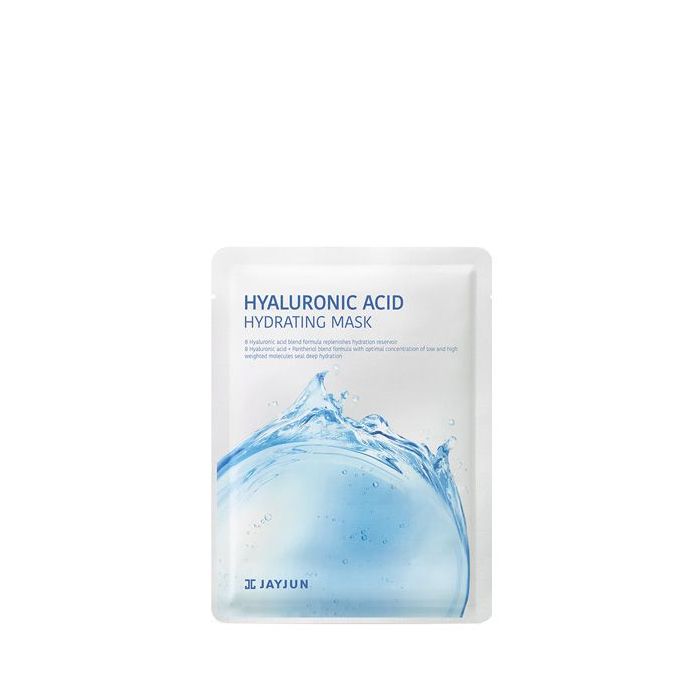 HYALURONIC ACID
HYDRATING MASK
8 Hyaluronic acid blend formula replenishes hydration reservoir
8 Hyaluronic acid + Panthenol blend formula with optimal concentration of low and high
weighted molecules seal deep hydration
JAYJUN